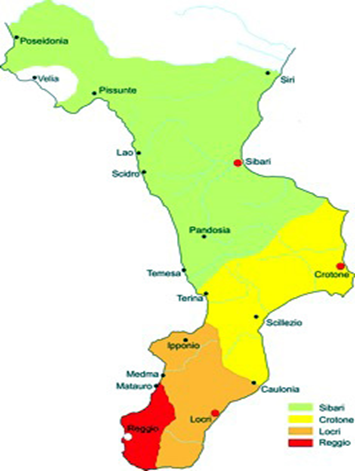 Poseidonia
Velia
Siri
Pissunte
Lao
Sibari
Scidro
Pandosia
Temesa
Crotone
Terina
Scillezio
Ipponio
Medma
Matauro
Caulonia
Locri
Reggio
Sibari
Crotone
Locri
Reggio